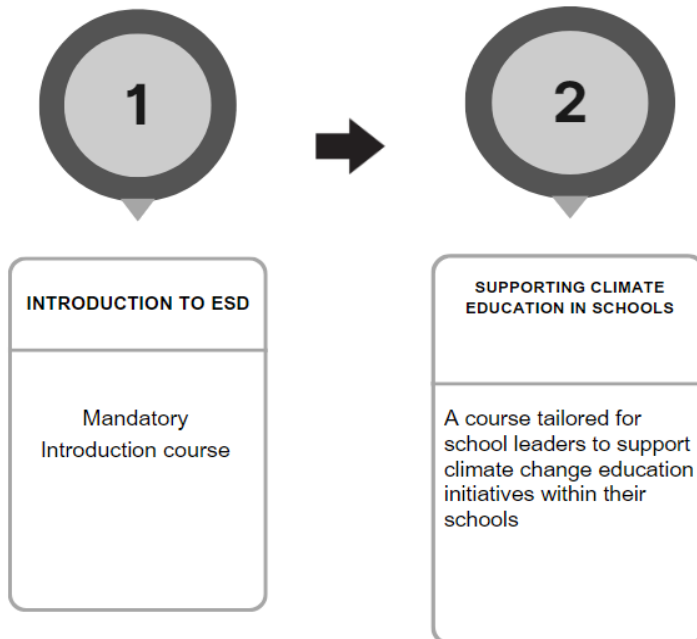 1
2
INTRODUCTION TO ESD
Mandatory
Introduction course
SUPPORTING CLIMATE
EDUCATION IN SCHOOLS
A course tailored for
school leaders to support
climate change education
initiatives within their
schools